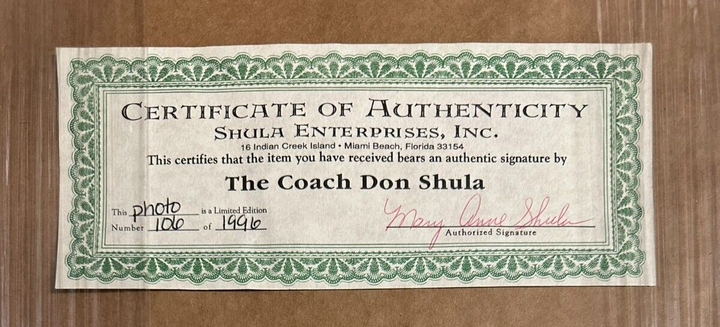 CERTIFICATE OF AUTHENTICITY
SHULA ENTERPRISES, INC.
16 Indian Creek Island • Miami Beach, Florida 33154
This certifies that the item you have received bears an authentic signature by
The Coach Don Shula
This photo is a Limited Edition
Number 106 of 1996
Mary Anne Shula
Authorized Signature